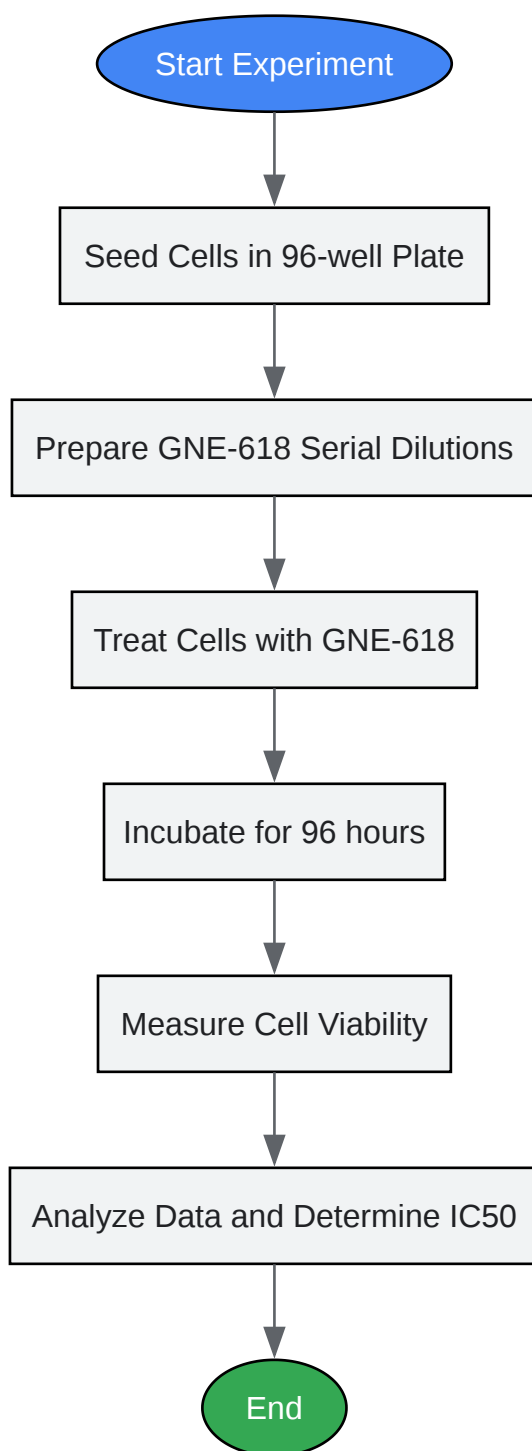 Start Experiment
Seed Cells in 96-well Plate
Prepare GNE-618 Serial Dilutions
Treat Cells with GNE-618
Incubate for 96 hours
Measure Cell Viability
Analyze Data and Determine IC50
End